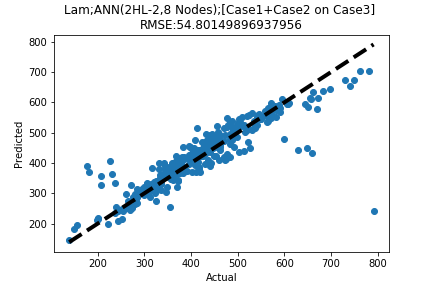 Lam;ANN(2HL-2,8 Nodes);[Case1+Case2 on Case3]
RMSE:54.80149896937956
800
700
600
500
400
300
200
Predicted
200 300 400 500 600 700 800
Actual